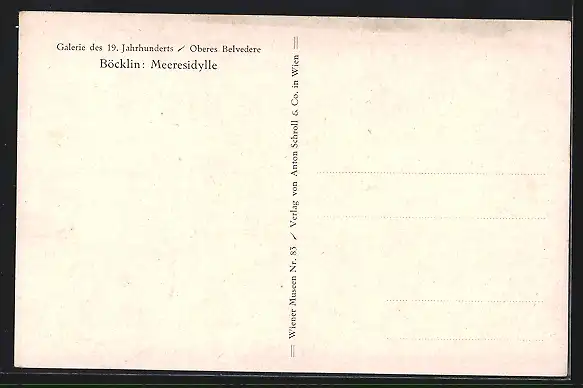 Galerie des 19. Jahrhunderts / Oberes Belvedere
Böcklin: Meeresidylle
Wiener Museen Nr. 83 / Verlag von Anton Schroll & Co. in Wien